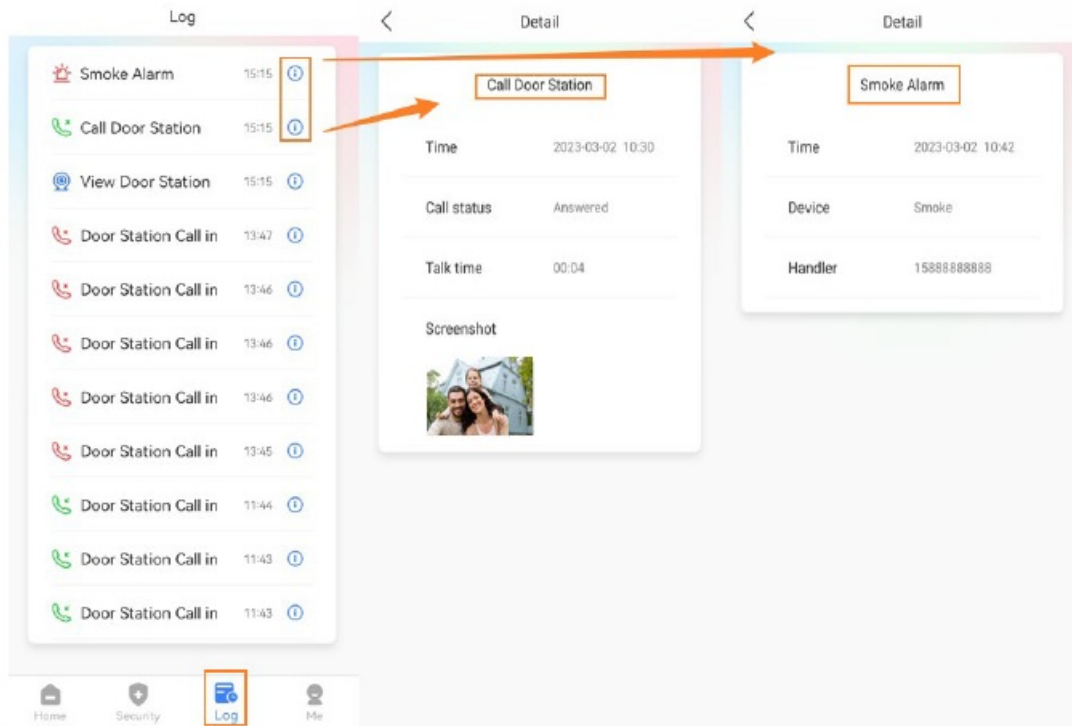 Log
Smoke Alarm 15:15
Call Door Station 15:15
View Door Station 15:15
Door Station Call in 13:47
Door Station Call in 13:46
Door Station Call in 13:46
Door Station Call in 13:46
Door Station Call in 13:45
Door Station Call in 11:44
Door Station Call in 11:43
Door Station Call in 11:43
Home Security Log Me
Detail
Call Door Station
Time 2023-03-02 10:30
Call status Answered
Talk time 00:04
Screenshot
Detail
Smoke Alarm
Time 2023-03-02 10:42
Device Smoke
Handler 15888888888